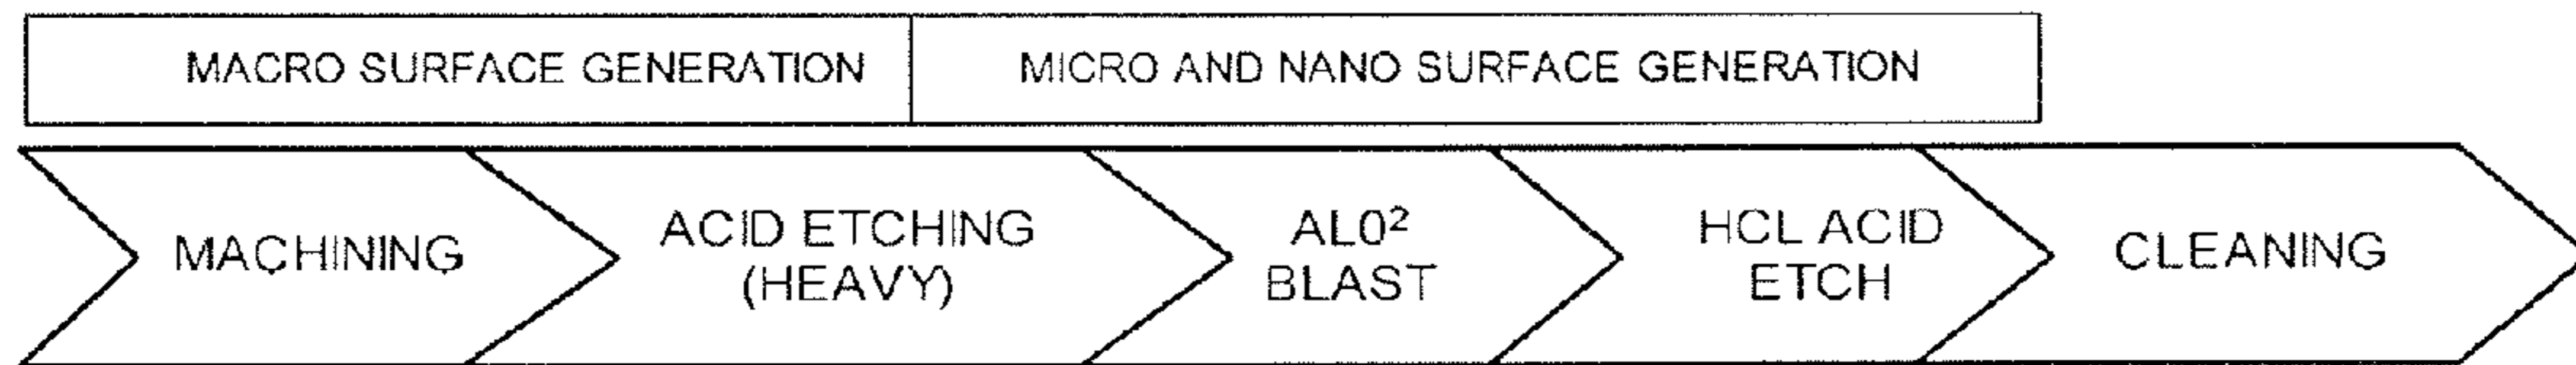 MACRO SURFACE GENERATION
MICRO AND NANO SURFACE GENERATION
MACHINING
ACID ETCHING
(HEAVY)
AL0²
BLAST
HCL ACID
ETCH
CLEANING